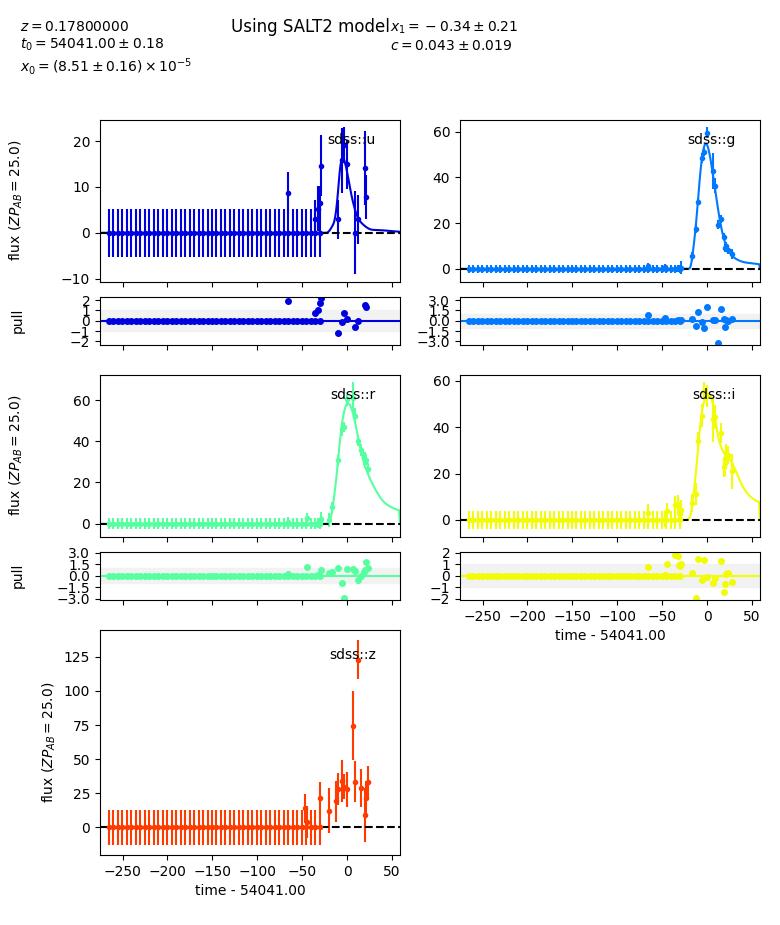 Using SALT2 model
z = 0.17800000
t₀ = 54041.00 ± 0.18
x₀ = (8.51 ± 0.16) × 10⁻⁵
x₁ = −0.34 ± 0.21
c = 0.043 ± 0.019
flux (ZP_AB = 25.0)
20
10
0
−10
sdss::u
60
40
20
0
sdss::g
pull
2
1
0
−1
−2
3.0
1.5
0.0
−1.5
−3.0
flux (ZP_AB = 25.0)
60
40
20
0
sdss::r
60
40
20
0
sdss::i
pull
3.0
1.5
0.0
−1.5
−3.0
2
1
0
−1
−2
−250 −200 −150 −100 −50 0 50
time - 54041.00
flux (ZP_AB = 25.0)
125
100
75
50
25
0
sdss::z
−250 −200 −150 −100 −50 0 50
time - 54041.00